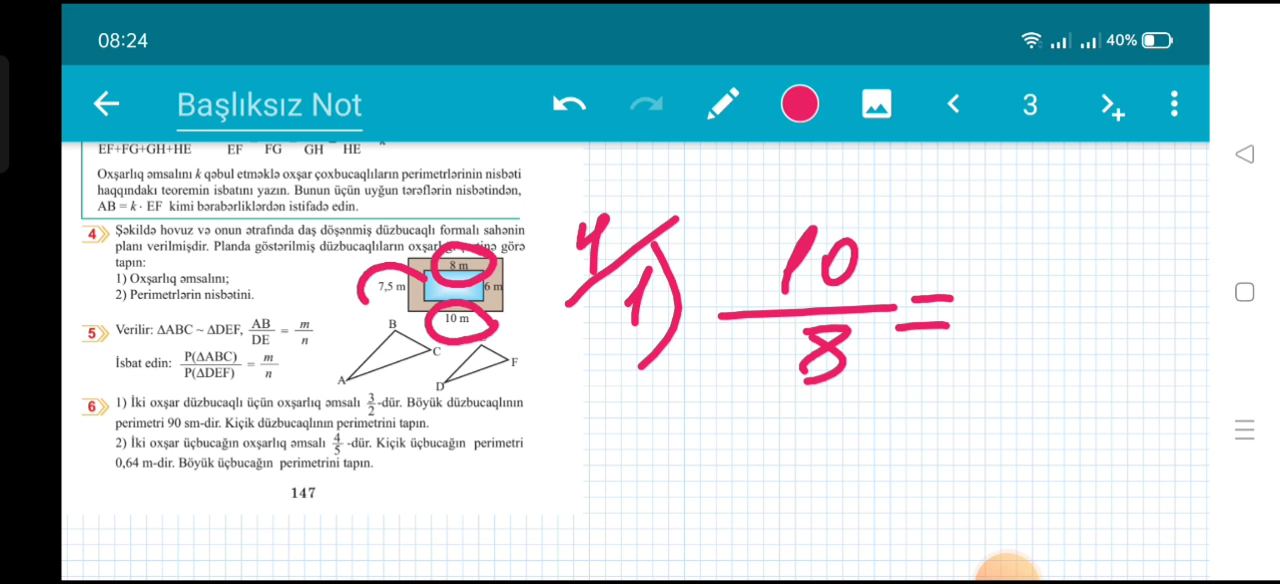 08:24
40%
Başlıksız Not
3
EF+FG+GH+HE EF FG GH HE
Oxşarlıq əmsalını k qəbul etməklə oxşar çoxbucaqlıların perimetrlərinin nisbəti
haqqındakı teoremin isbatını yazın. Bunun üçün uyğun tərəflərin nisbətindən,
AB = k · EF kimi bərabərliklərdən istifadə edin.
4 Şəkildə hovuz və onun ətrafında daş döşənmiş düzbucaqlı formalı sahənin
planı verilmişdir. Planda göstərilmiş düzbucaqlıların görə
tapın:
1) Oxşarlıq əmsalını;
2) Perimetrlərin nisbətini.
8 m
7,5 m
6 m
10 m
5 Verilir: ΔABC ~ ΔDEF, AB/DE = m/n
İsbat edin: P(ΔABC)/P(ΔDEF) = m/n
B
C
A
F
D
6 1) İki oxşar düzbucaqlı üçün oxşarlıq əmsalı 3/2-dür. Böyük düzbucaqlının
perimetri 90 sm-dir. Kiçik düzbucaqlının perimetrini tapın.
2) İki oxşar üçbucağın oxşarlıq əmsalı 4/5 -dür. Kiçik üçbucağın perimetri
0,64 m-dir. Böyük üçbucağın perimetrini tapın.
147
4/1) 10/8 =